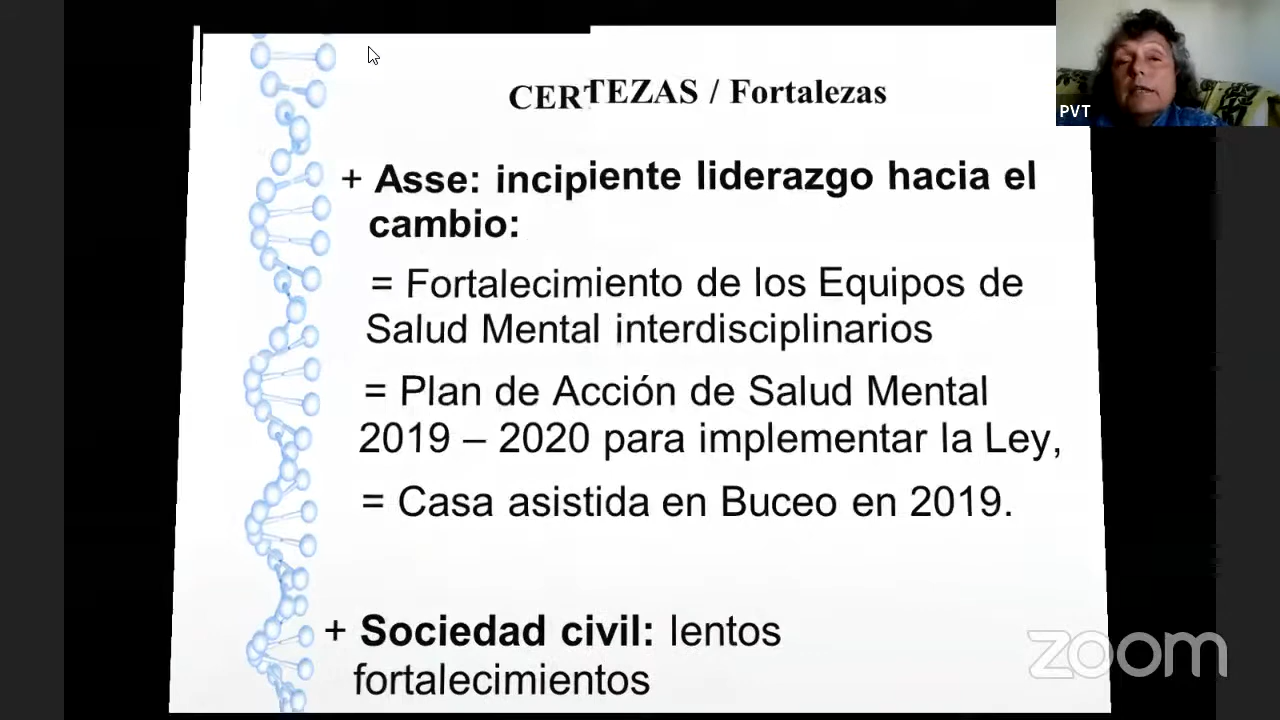 CERTEZAS / Fortalezas
PVT
+ Asse: incipiente liderazgo hacia el
cambio:
= Fortalecimiento de los Equipos de
Salud Mental interdisciplinarios
= Plan de Acción de Salud Mental
2019 – 2020 para implementar la Ley,
= Casa asistida en Buceo en 2019.
+ Sociedad civil: lentos
fortalecimientos
zoom